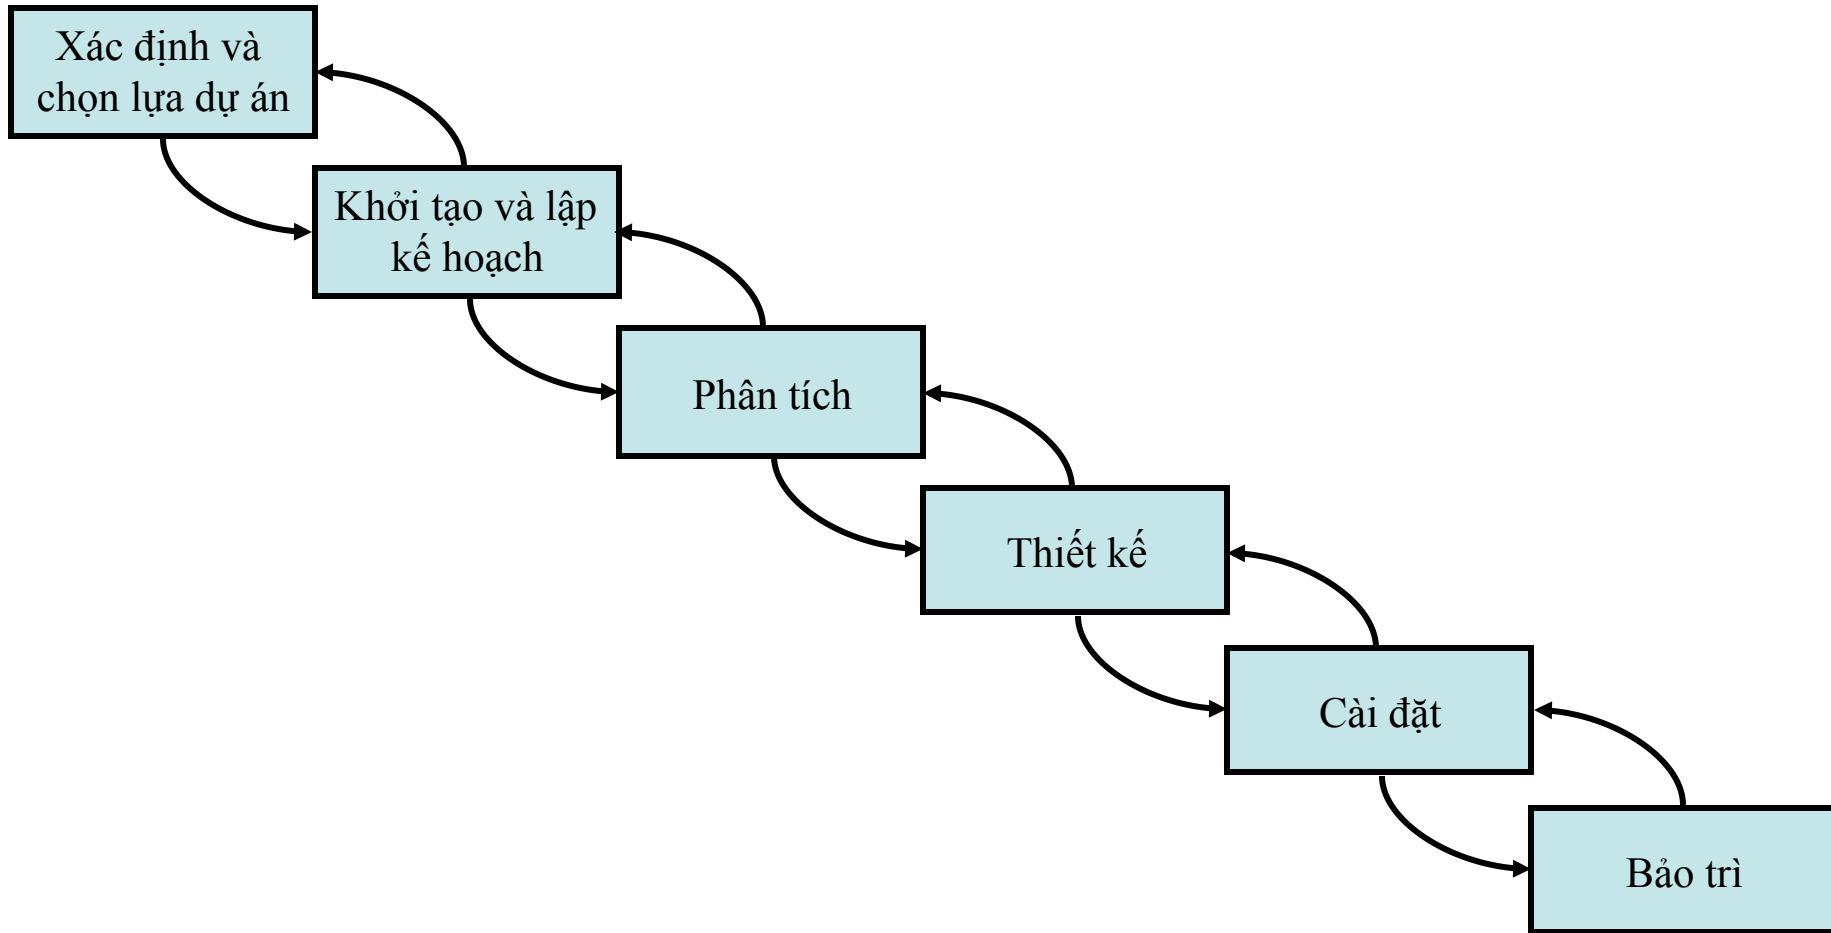 Xác định và
chọn lựa dự án
Khởi tạo và lập
kế hoạch
Phân tích
Thiết kế
Cài đặt
Bảo trì